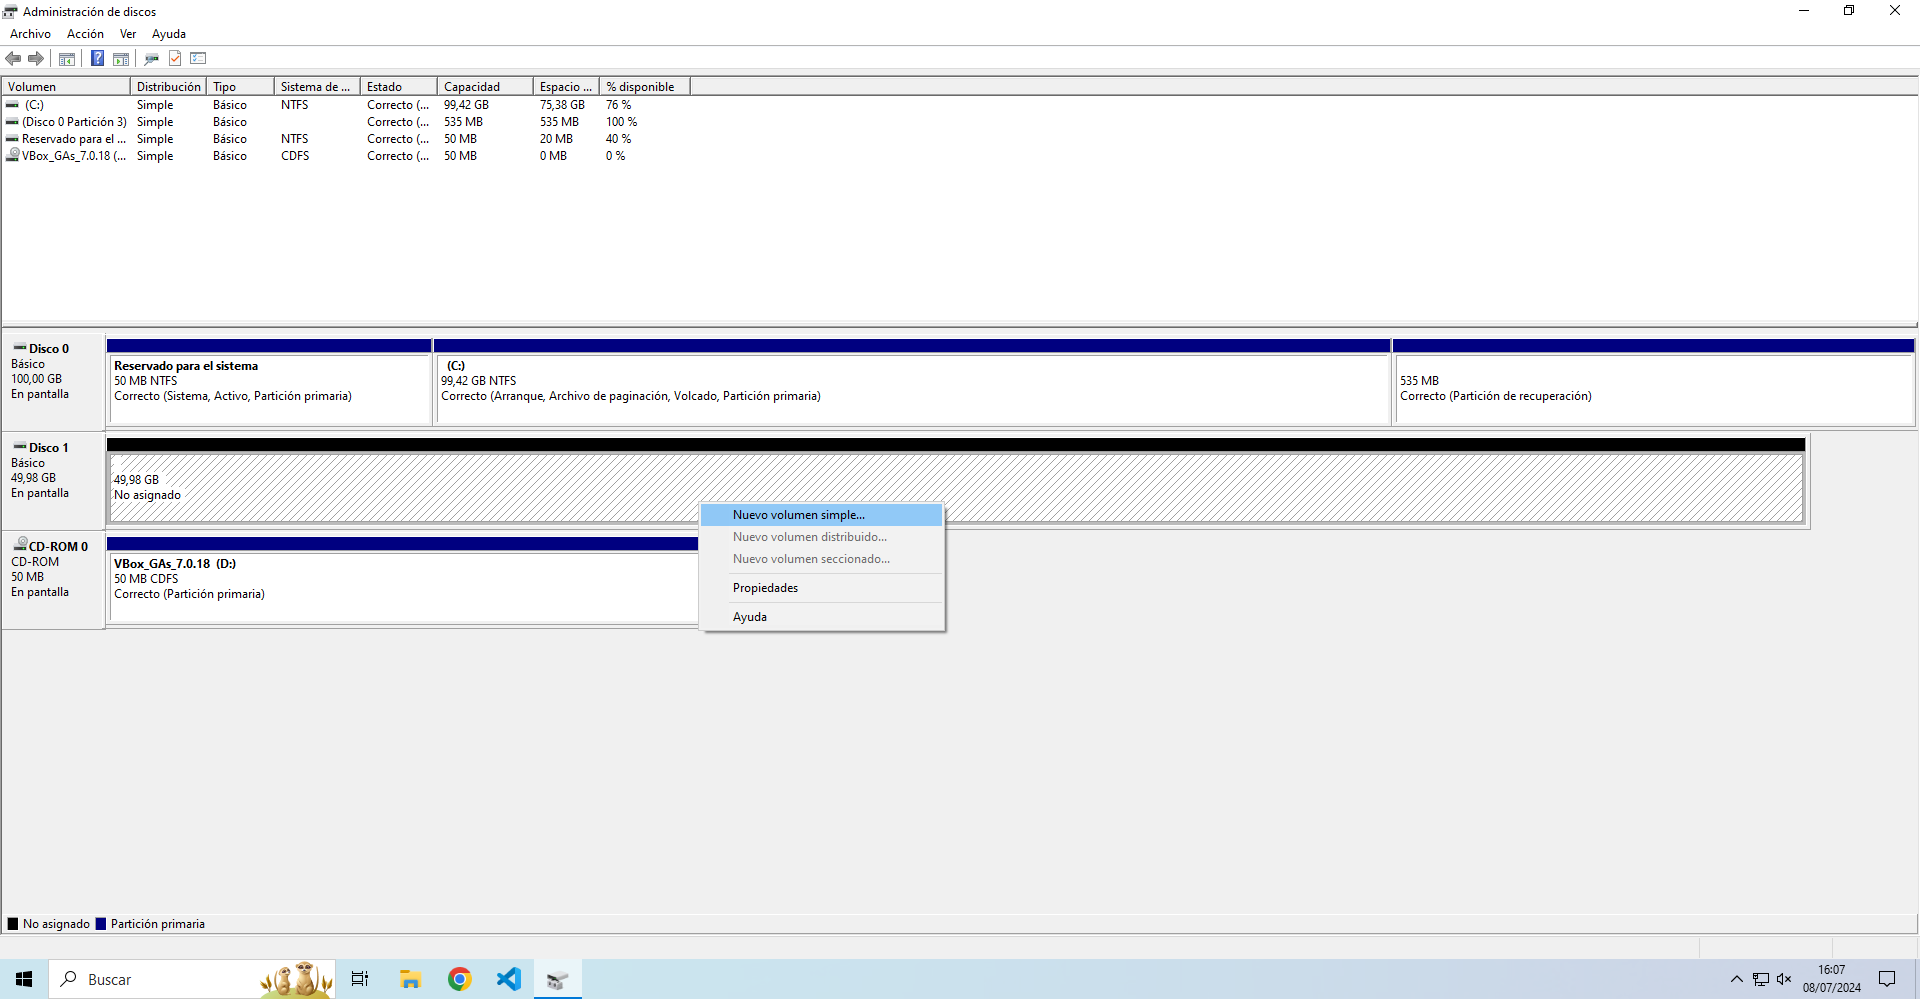 Administración de discos
Archivo Acción Ver Ayuda
Volumen Distribución Tipo Sistema de ... Estado Capacidad Espacio ... % disponible
(C:) Simple Básico NTFS Correcto (... 99,42 GB 75,38 GB 76 %
(Disco 0 Partición 3) Simple Básico Correcto (... 535 MB 535 MB 100 %
Reservado para el ... Simple Básico NTFS Correcto (... 50 MB 20 MB 40 %
VBox_GAs_7.0.18 (... Simple Básico CDFS Correcto (... 50 MB 0 MB 0 %
Disco 0
Básico
100,00 GB
En pantalla
Reservado para el sistema
50 MB NTFS
Correcto (Sistema, Activo, Partición primaria)
(C:)
99,42 GB NTFS
Correcto (Arranque, Archivo de paginación, Volcado, Partición primaria)
535 MB
Correcto (Partición de recuperación)
Disco 1
Básico
49,98 GB
En pantalla
49,98 GB
No asignado
Nuevo volumen simple...
Nuevo volumen distribuido...
Nuevo volumen seccionado...
Propiedades
Ayuda
CD-ROM 0
CD-ROM
50 MB
En pantalla
VBox_GAs_7.0.18 (D:)
50 MB CDFS
Correcto (Partición primaria)
No asignado Partición primaria
Buscar
16:07
08/07/2024